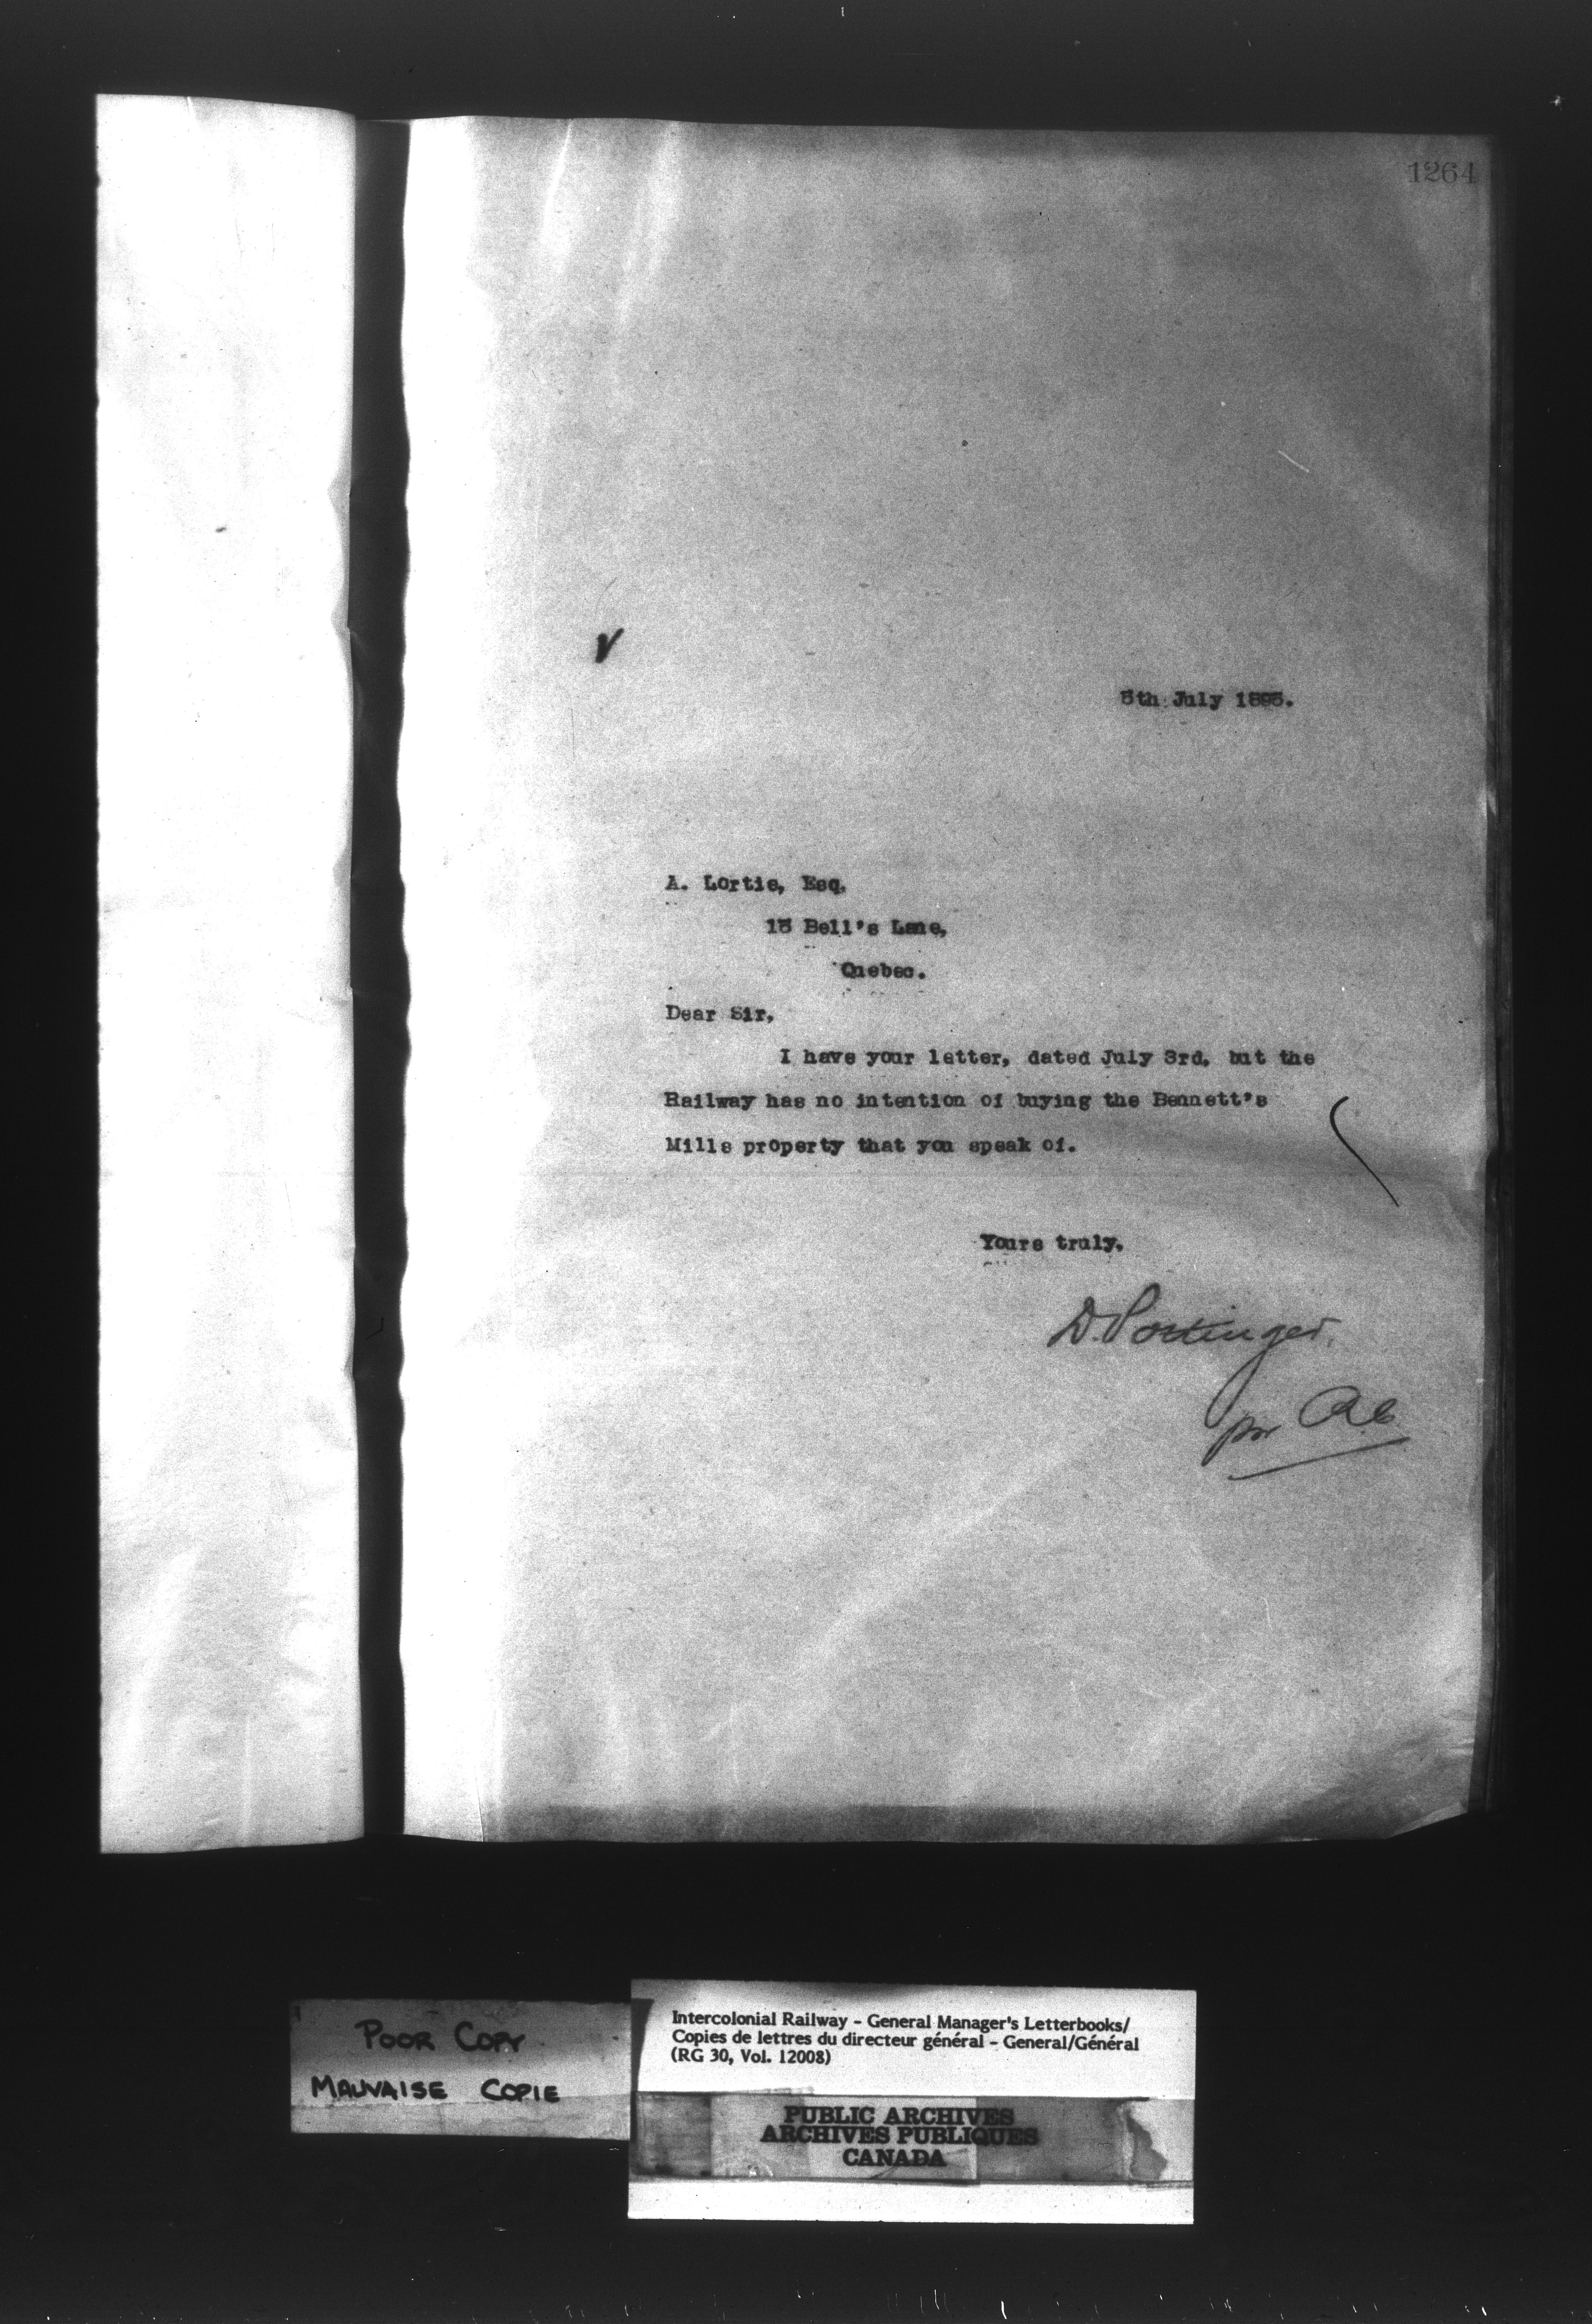 1264
5th July 1895.
A. Lortie, Esq,
15 Bell's Lane,
Quebec.
Dear Sir,
I have your letter, dated July 3rd, but the
Railway has no intention of buying the Bennett's
Mills property that you speak of.
Yours truly,
D. Pottinger.
per
POOR COPY
MAUVAISE COPIE
Intercolonial Railway - General Manager's Letterbooks/
Copies de lettres du directeur général - General/Général
(RG 30, Vol. 12008)
PUBLIC ARCHIVES
ARCHIVES PUBLIQUES
CANADA